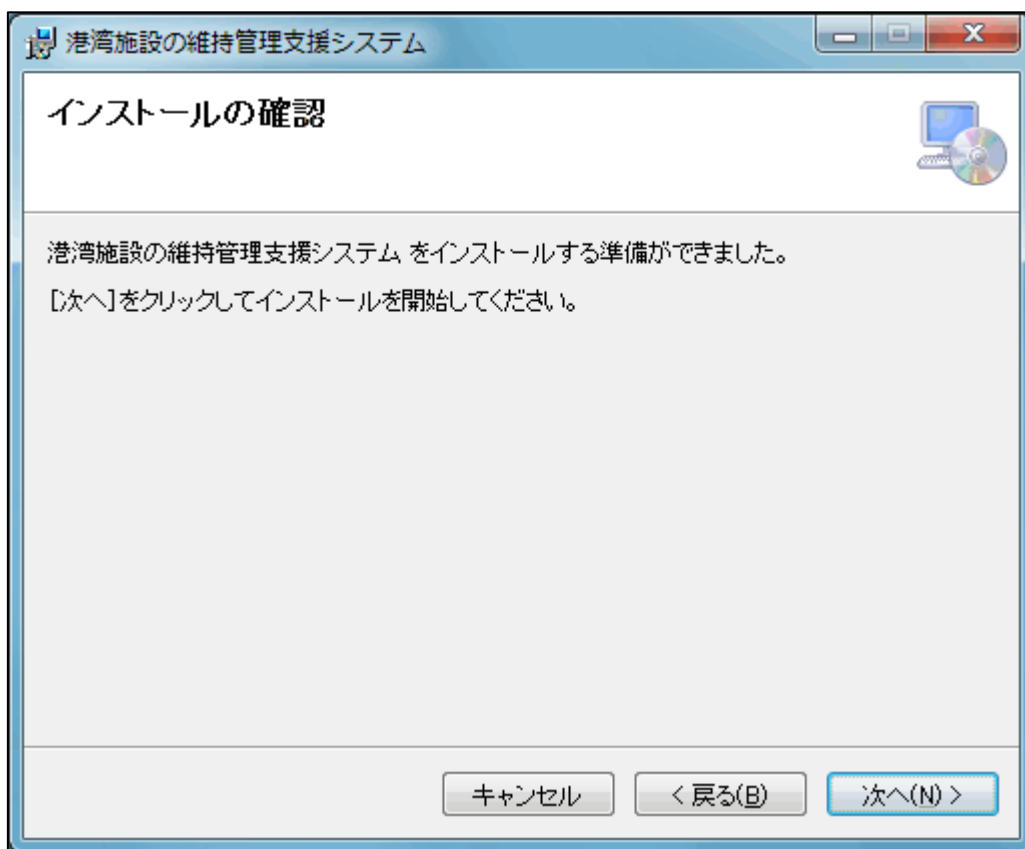 港湾施設の維持管理支援システム
インストールの確認
港湾施設の維持管理支援システム をインストールする準備ができました。
[次へ]をクリックしてインストールを開始してください。
キャンセル
< 戻る(B)
次へ(N) >